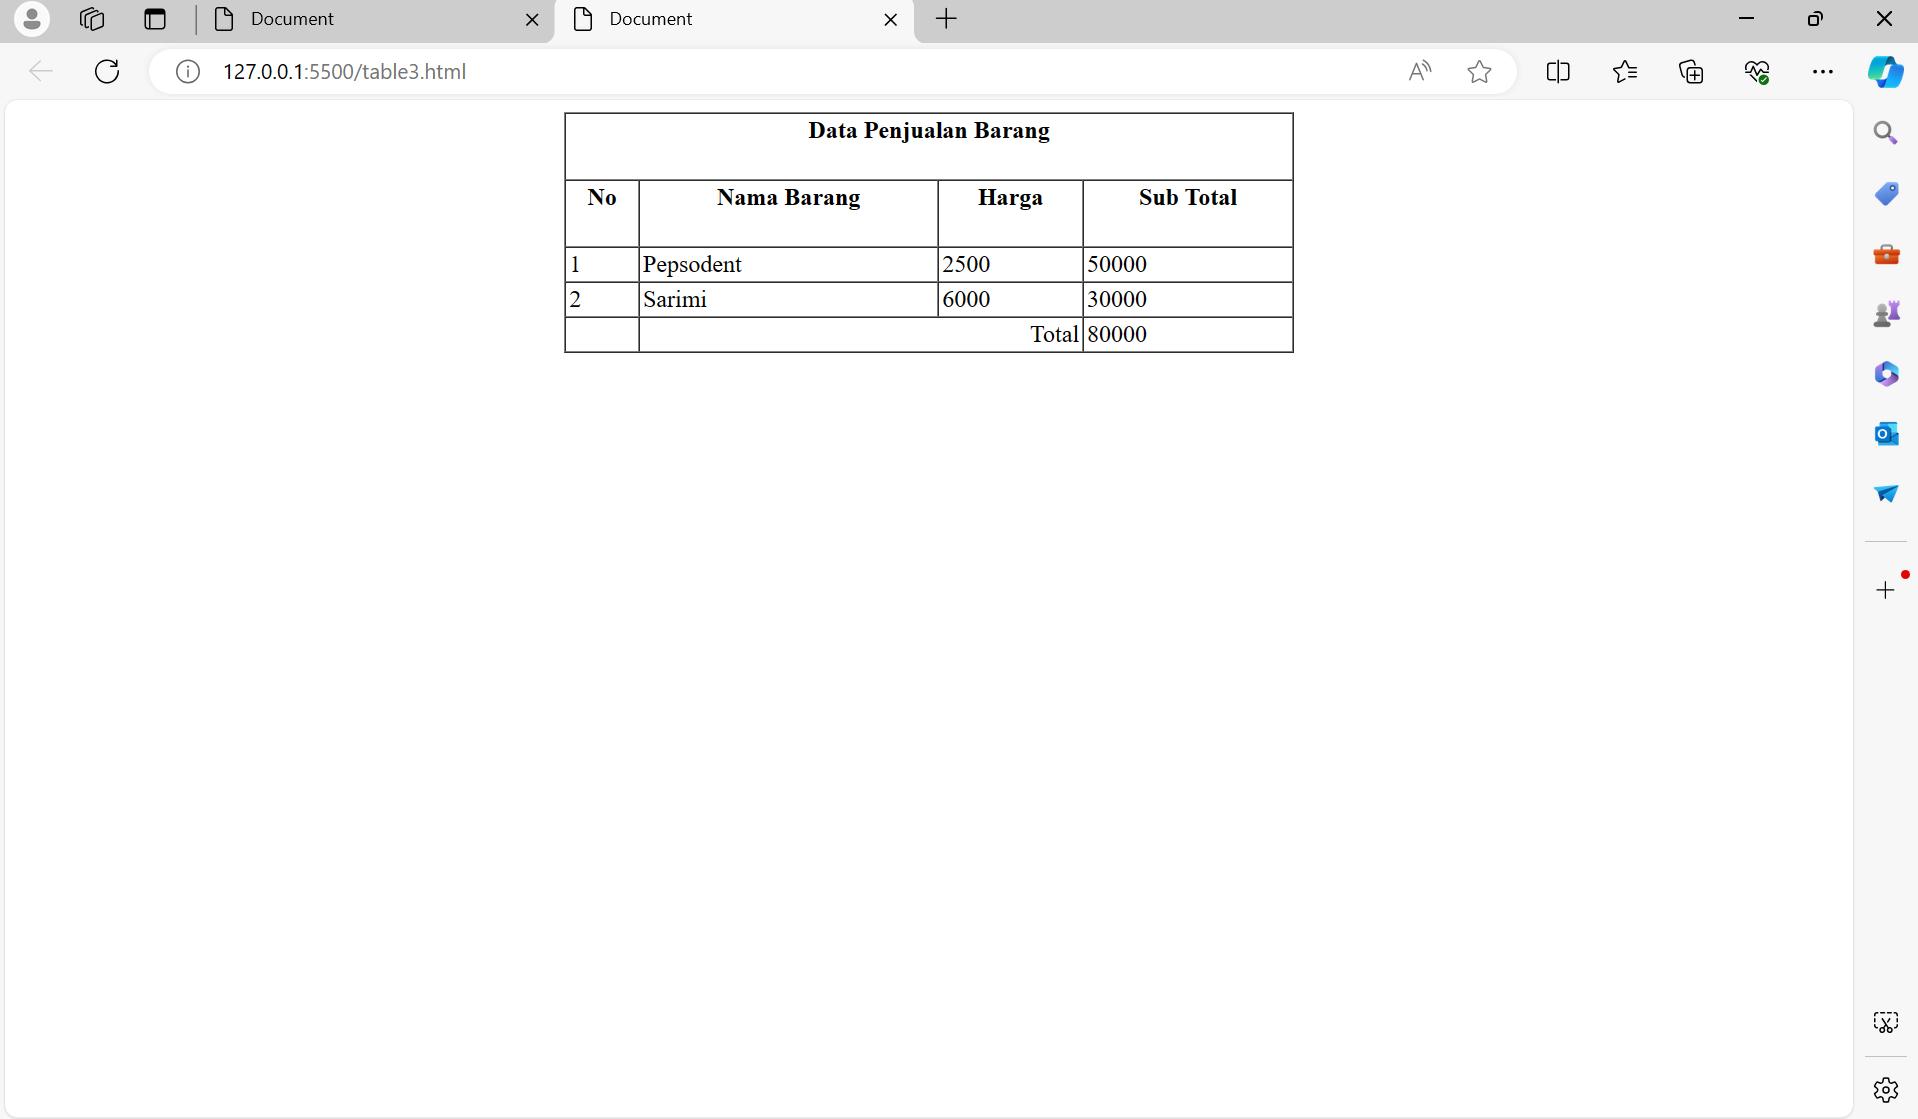 Document
Document
127.0.0.1:5500/table3.html
Data Penjualan Barang
No Nama Barang Harga Sub Total
1 Pepsodent 2500 50000
2 Sarimi 6000 30000
Total 80000